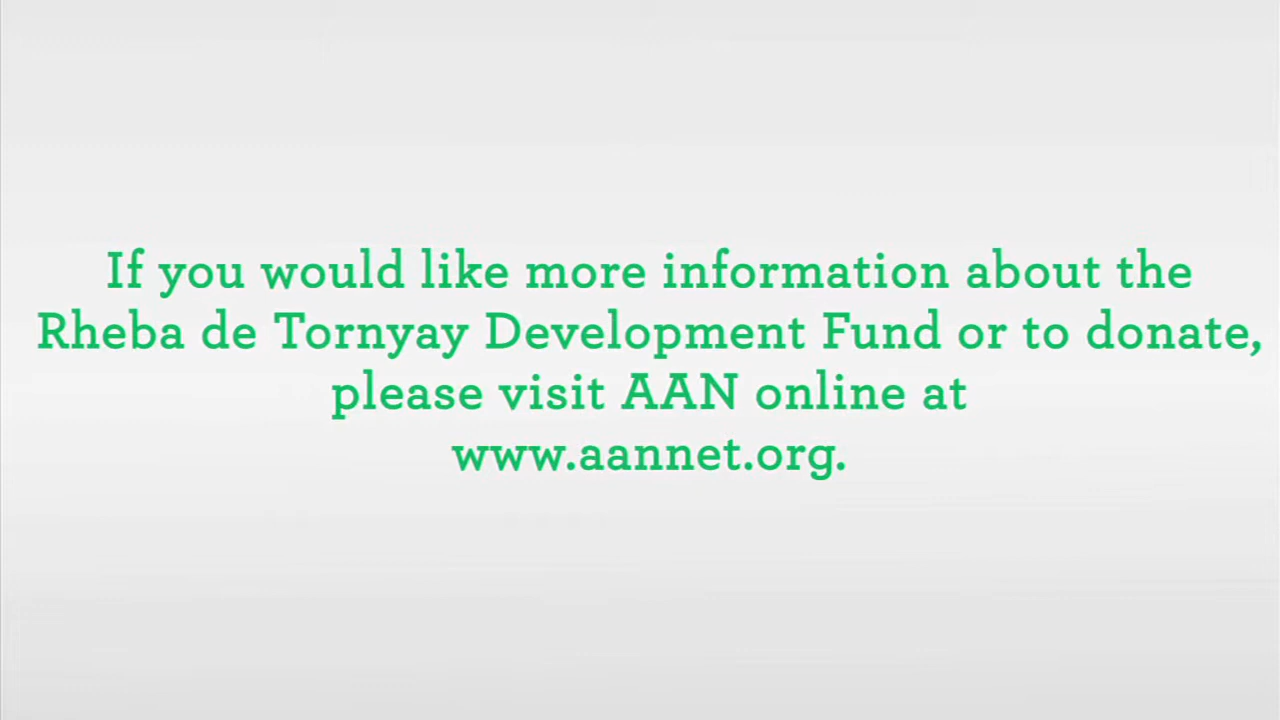 If you would like more information about the
Rheba de Tornyay Development Fund or to donate,
please visit AAN online at
www.aannet.org.